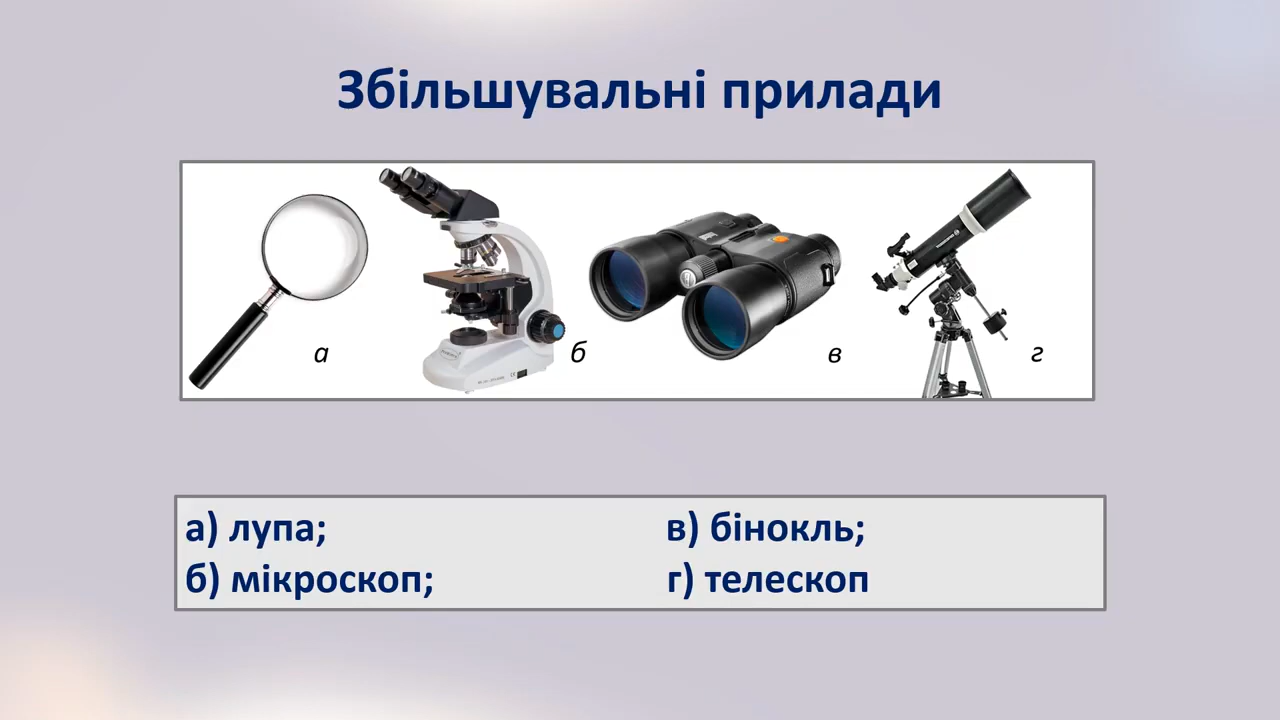 Збільшувальні прилади
а
б
в
г
а) лупа;
в) бінокль;
б) мікроскоп;
г) телескоп